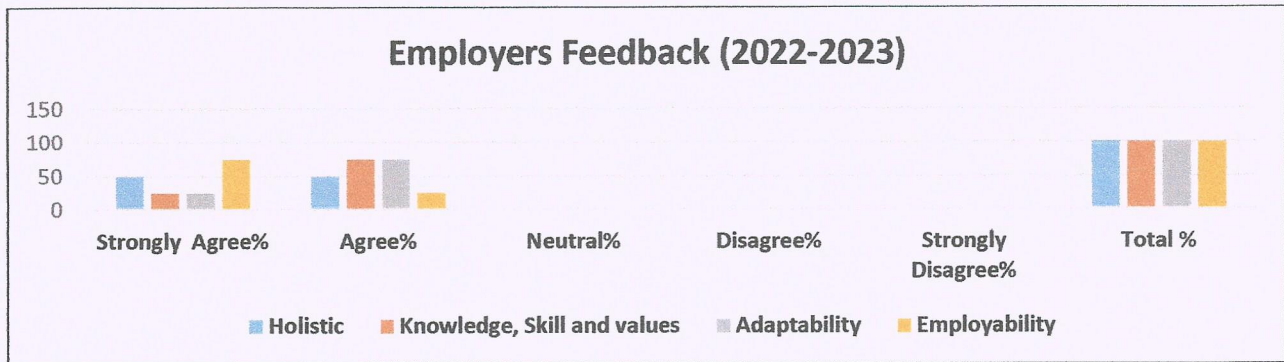 Employers Feedback (2022-2023)
150
100
50
0
Strongly Agree%
Agree%
Neutral%
Disagree%
Strongly
Disagree%
Total %
Holistic
Knowledge, Skill and values
Adaptability
Employability